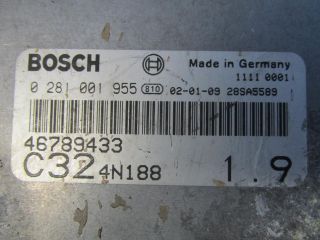 BOSCH Made in Germany
1111 0001
0 281 001 955 810 02-01-09 28SA5589
46789433
C32 4N188 1.9